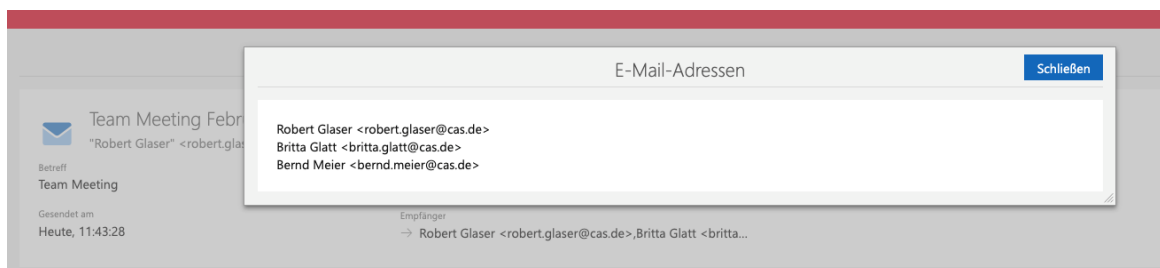 E-Mail-Adressen
Schließen
Robert Glaser <robert.glaser@cas.de>
Britta Glatt <britta.glatt@cas.de>
Bernd Meier <bernd.meier@cas.de>
Team Meeting Febr
"Robert Glaser" <robert.glas
Betreff
Team Meeting
Gesendet am
Heute, 11:43:28
Empfänger
→ Robert Glaser <robert.glaser@cas.de>,Britta Glatt <britta...